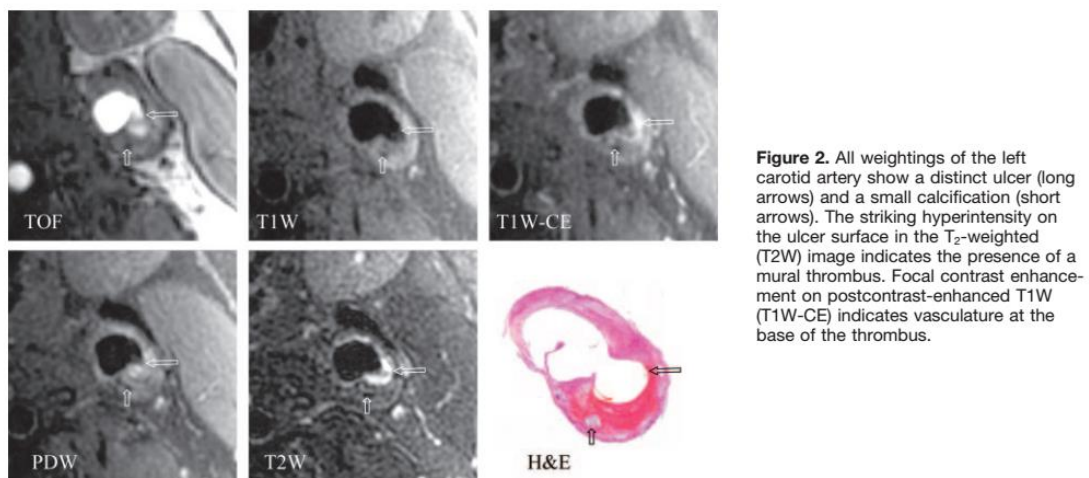 TOF
T1W
T1W-CE
PDW
T2W
H&E
Figure 2. All weightings of the left
carotid artery show a distinct ulcer (long
arrows) and a small calcification (short
arrows). The striking hyperintensity on
the ulcer surface in the T₂-weighted
(T2W) image indicates the presence of a
mural thrombus. Focal contrast enhance-
ment on postcontrast-enhanced T1W
(T1W-CE) indicates vasculature at the
base of the thrombus.